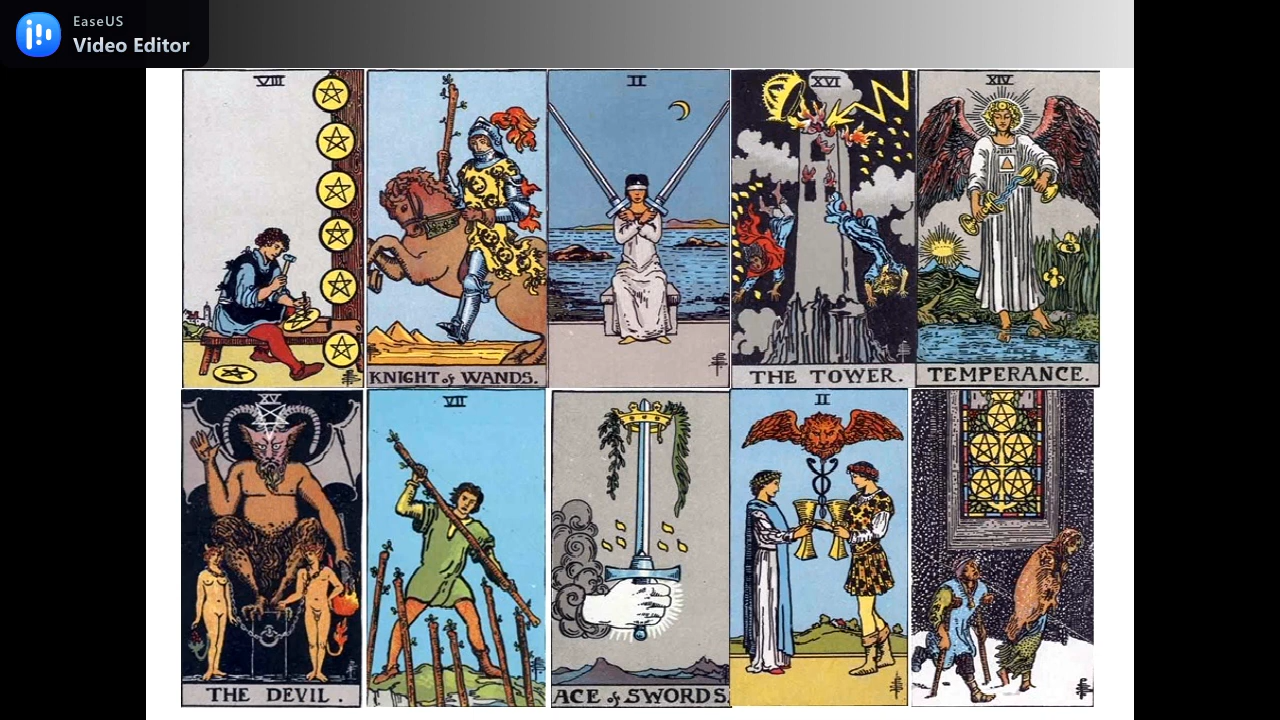 EaseUS
Video Editor
VIII
II
XVI
XIV
KNIGHT of WANDS.
THE TOWER.
TEMPERANCE.
XV
VII
II
THE DEVIL.
ACE of SWORDS